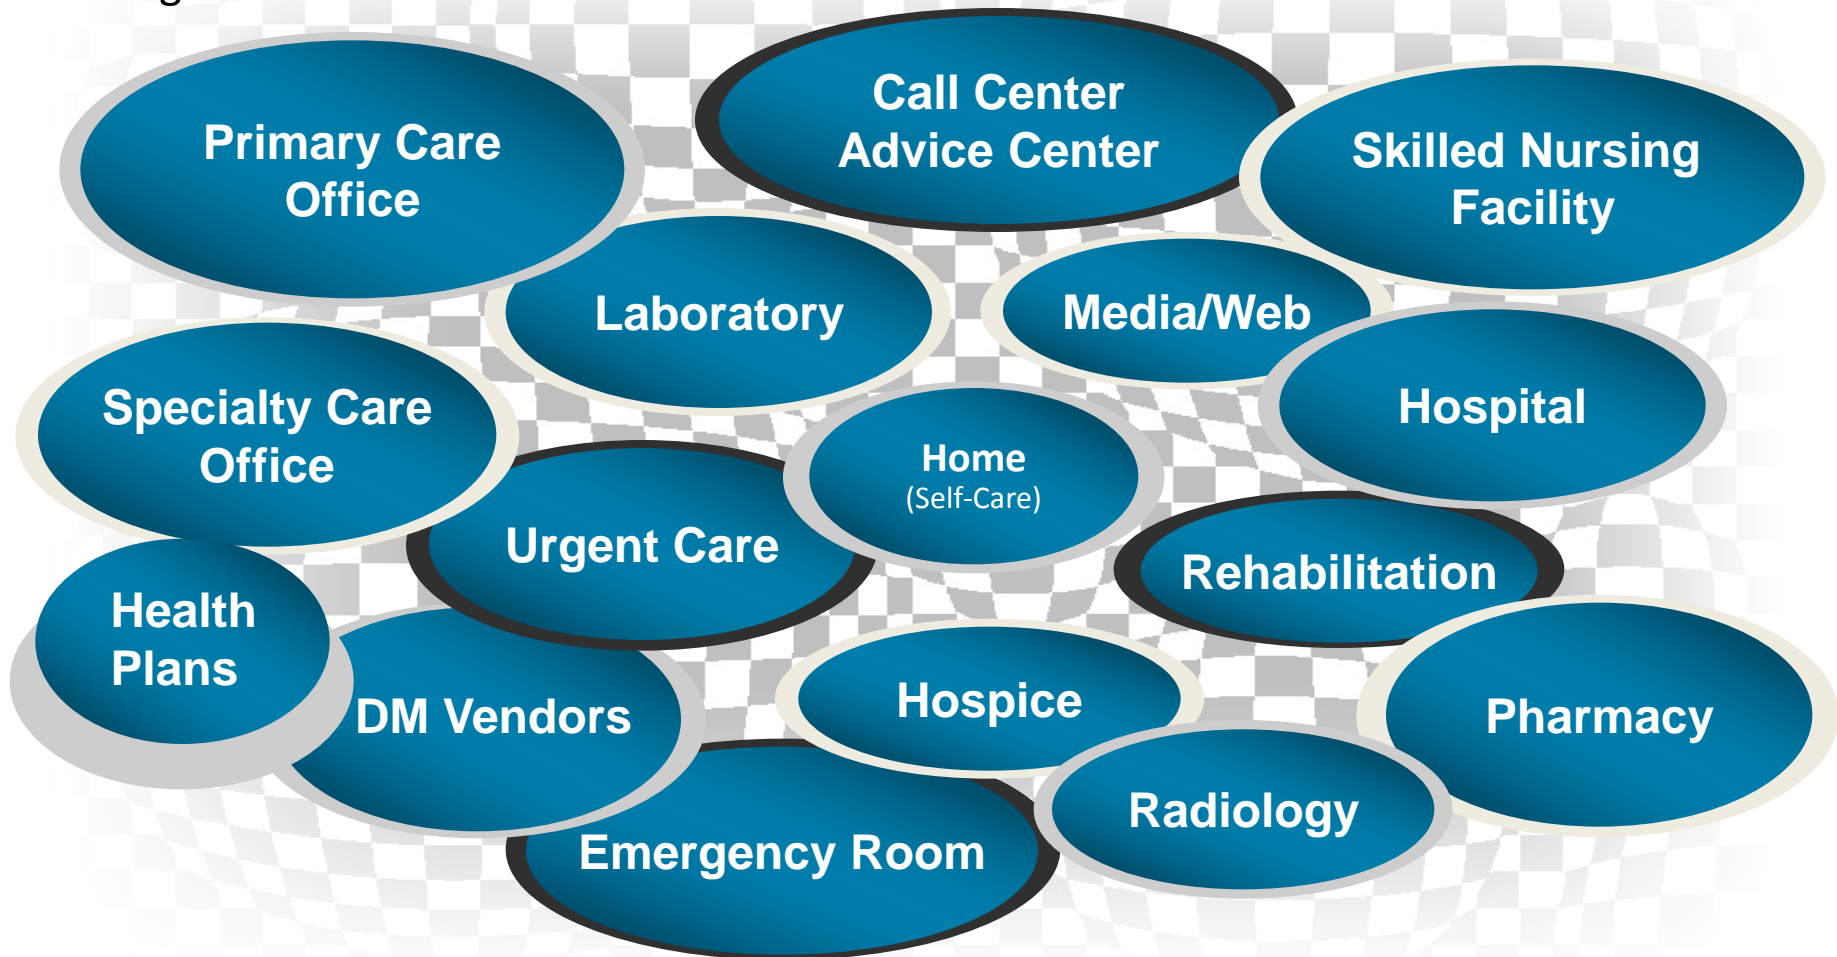 Primary Care
Office
Call Center
Advice Center
Skilled Nursing
Facility
Laboratory
Media/Web
Specialty Care
Office
Home
(Self-Care)
Hospital
Urgent Care
Rehabilitation
Health
Plans
DM Vendors
Hospice
Pharmacy
Radiology
Emergency Room